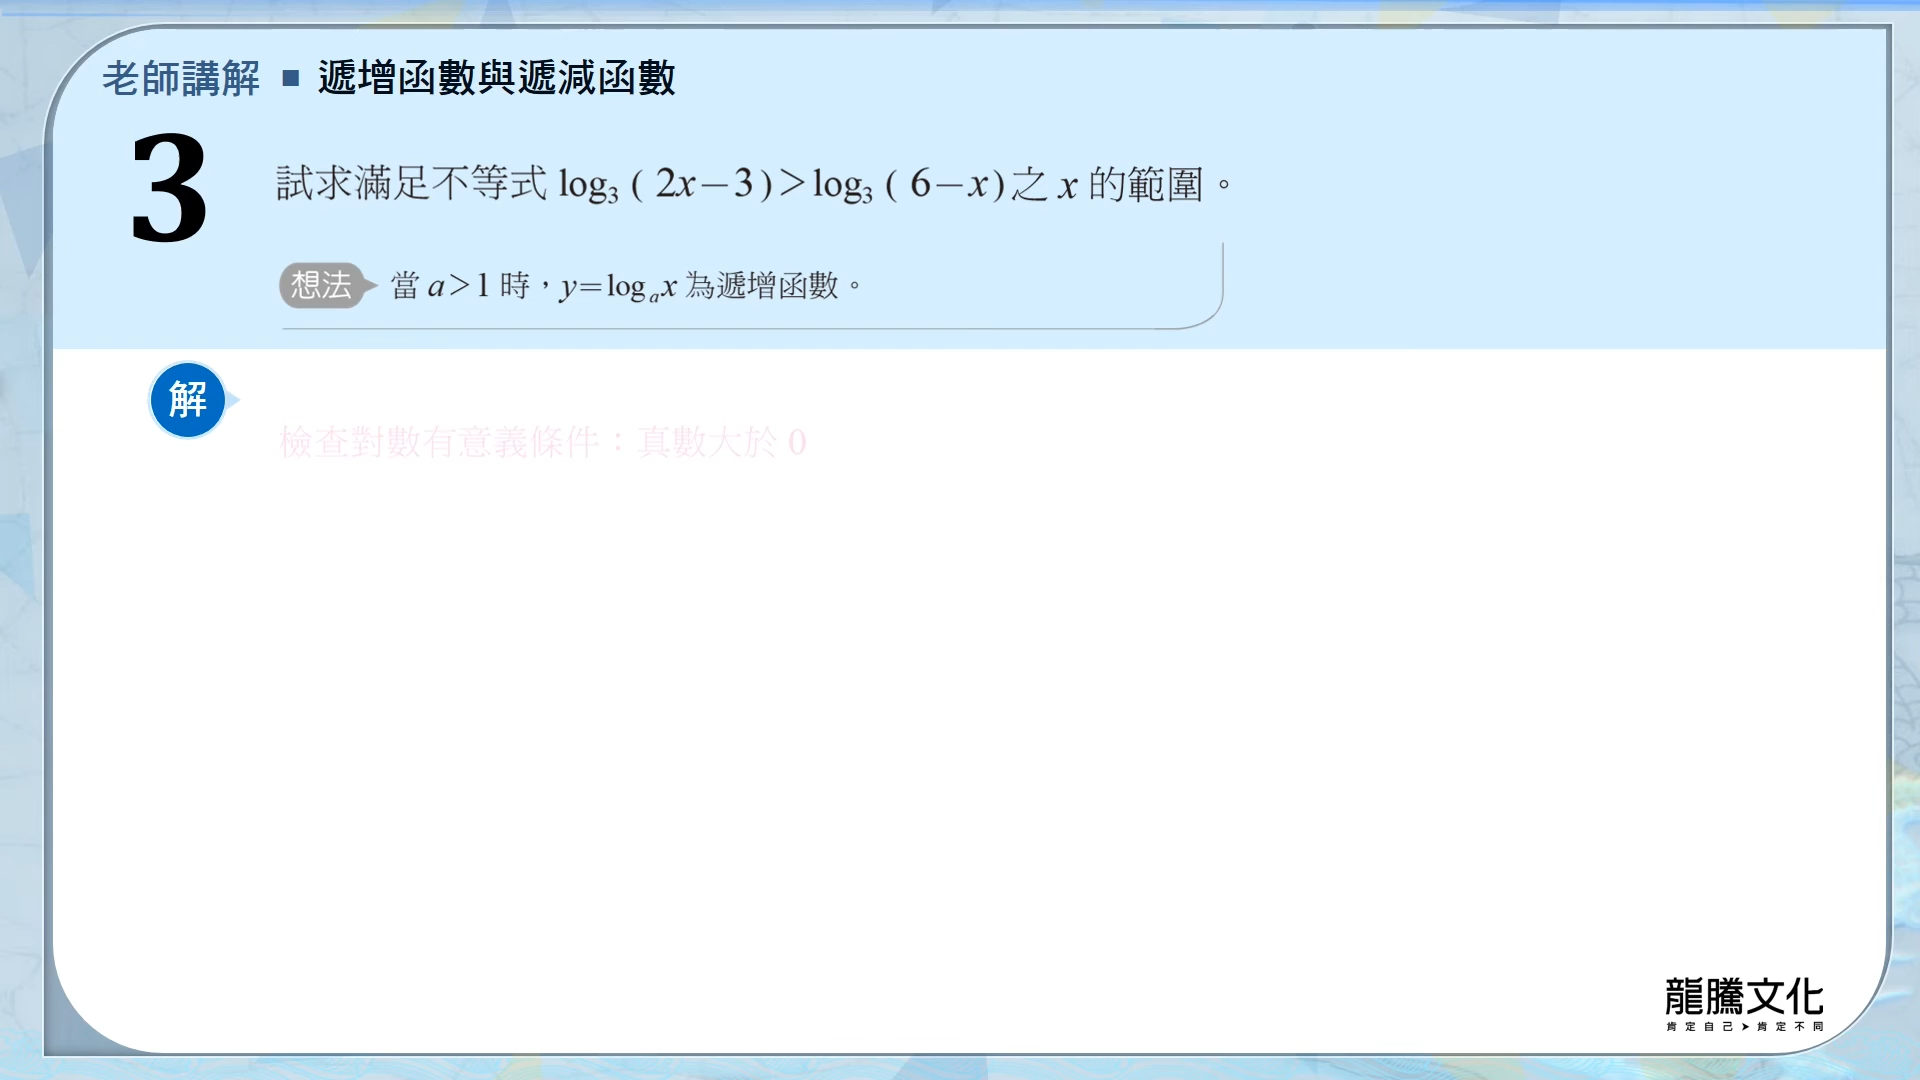 老師講解 ■ 遞增函數與遞減函數
3
試求滿足不等式 log₃ ( 2x－3)＞log₃ ( 6－x)之 x 的範圍。
想法 當 a＞1 時，y＝logₐx 為遞增函數。
解
檢查對數有意義條件：真數大於 0
龍騰文化
肯定自己➤肯定不同